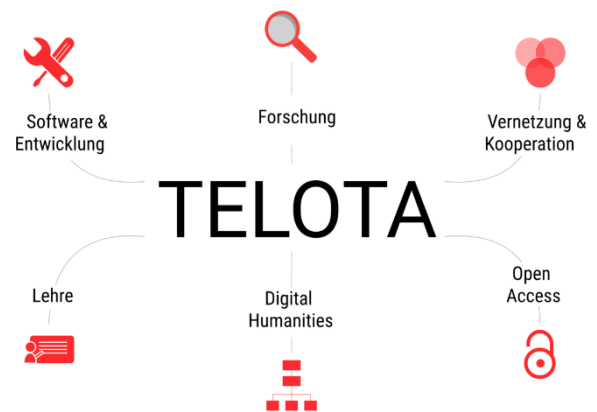 Software &
Entwicklung
Forschung
Vernetzung &
Kooperation
TELOTA
Lehre
Digital
Humanities
Open
Access